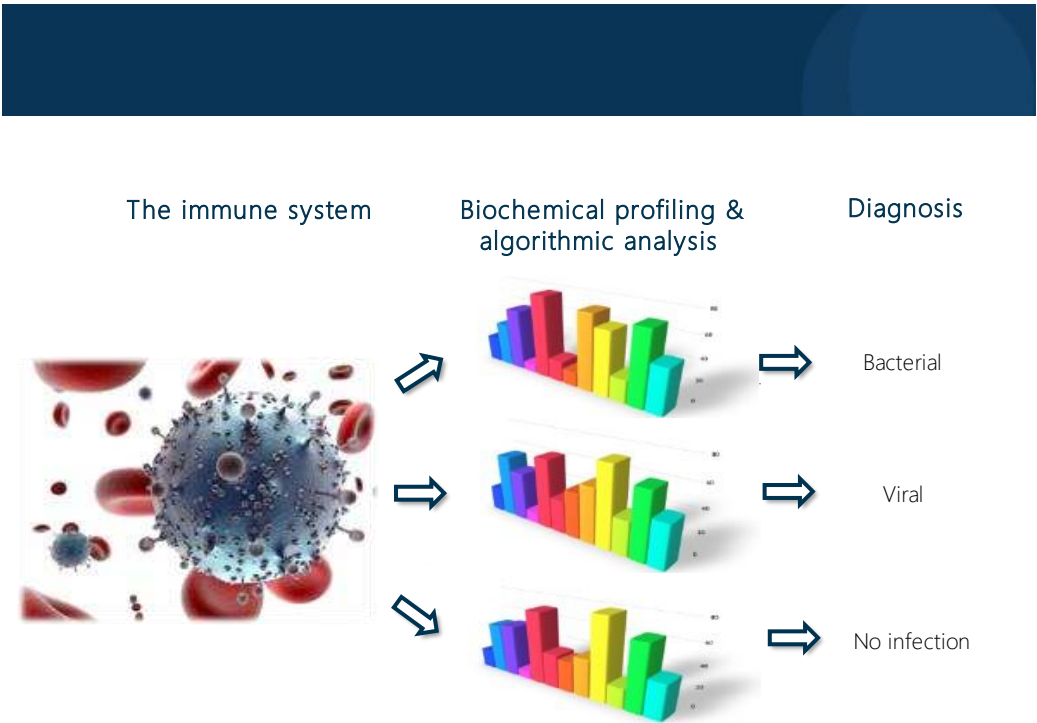 The immune system
Biochemical profiling &
algorithmic analysis
Diagnosis
Bacterial
Viral
No infection